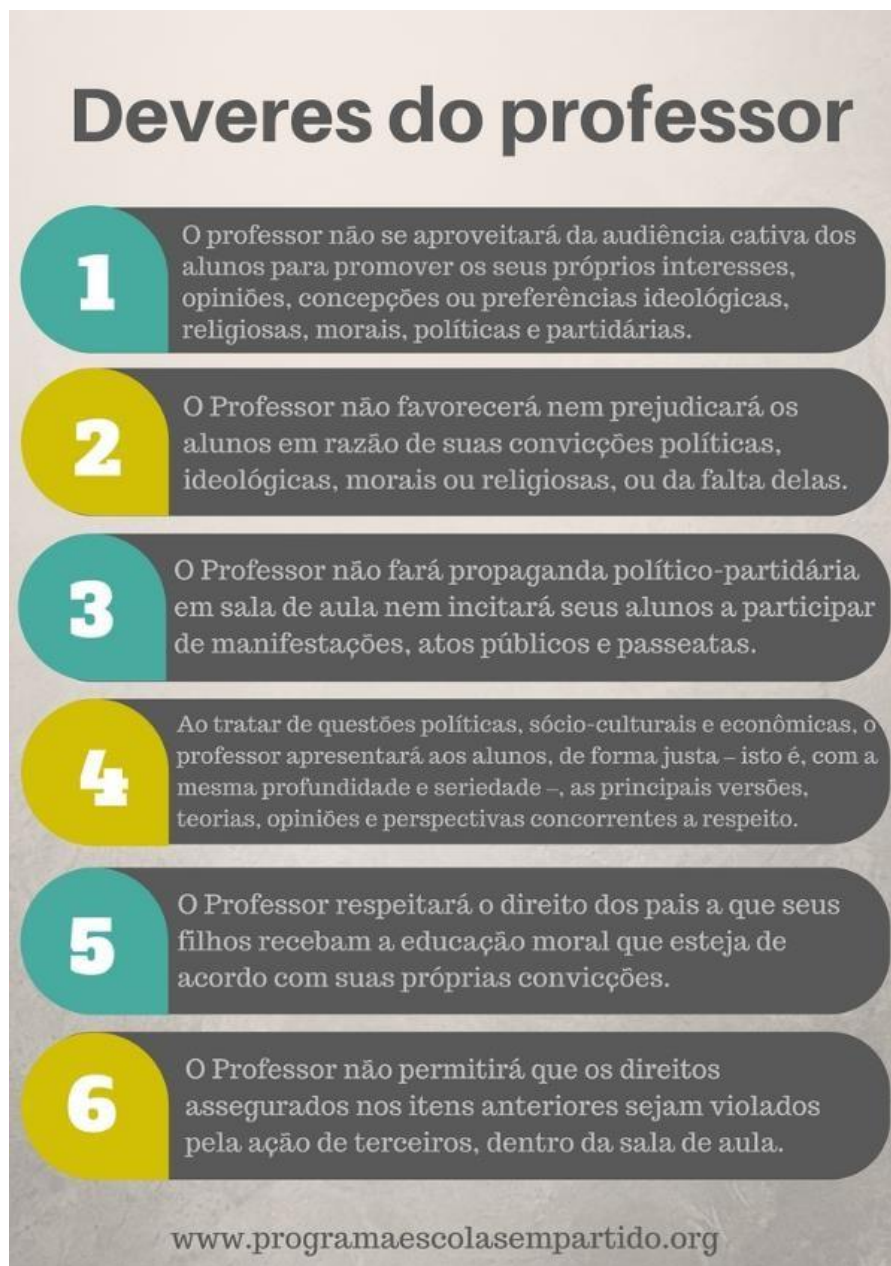 Deveres do professor
1
O professor não se aproveitará da audiência cativa dos
alunos para promover os seus próprios interesses,
opiniões, concepções ou preferências ideológicas,
religiosas, morais, políticas e partidárias.
2
O Professor não favorecerá nem prejudicará os
alunos em razão de suas convicções políticas,
ideológicas, morais ou religiosas, ou da falta delas.
3
O Professor não fará propaganda político-partidária
em sala de aula nem incitará seus alunos a participar
de manifestações, atos públicos e passeatas.
4
Ao tratar de questões políticas, sócio-culturais e econômicas, o
professor apresentará aos alunos, de forma justa – isto é, com a
mesma profundidade e seriedade –, as principais versões,
teorias, opiniões e perspectivas concorrentes a respeito.
5
O Professor respeitará o direito dos pais a que seus
filhos recebam a educação moral que esteja de
acordo com suas próprias convicções.
6
O Professor não permitirá que os direitos
assegurados nos itens anteriores sejam violados
pela ação de terceiros, dentro da sala de aula.
www.programaescolasempartido.org